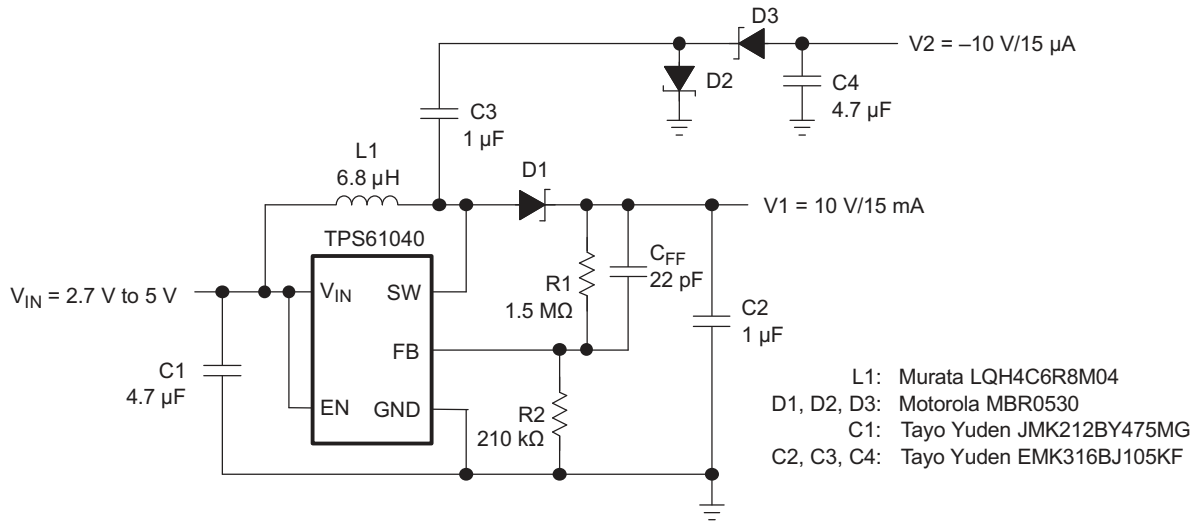 D3
V2 = –10 V/15 µA
D2
C4
4.7 µF
C3
1 µF
L1
6.8 µH
D1
V1 = 10 V/15 mA
TPS61040
VIN = 2.7 V to 5 V
VIN
SW
R1
1.5 MΩ
CFF
22 pF
C2
1 µF
FB
C1
4.7 µF
EN
GND
R2
210 kΩ
L1: Murata LQH4C6R8M04
D1, D2, D3: Motorola MBR0530
C1: Tayo Yuden JMK212BY475MG
C2, C3, C4: Tayo Yuden EMK316BJ105KF